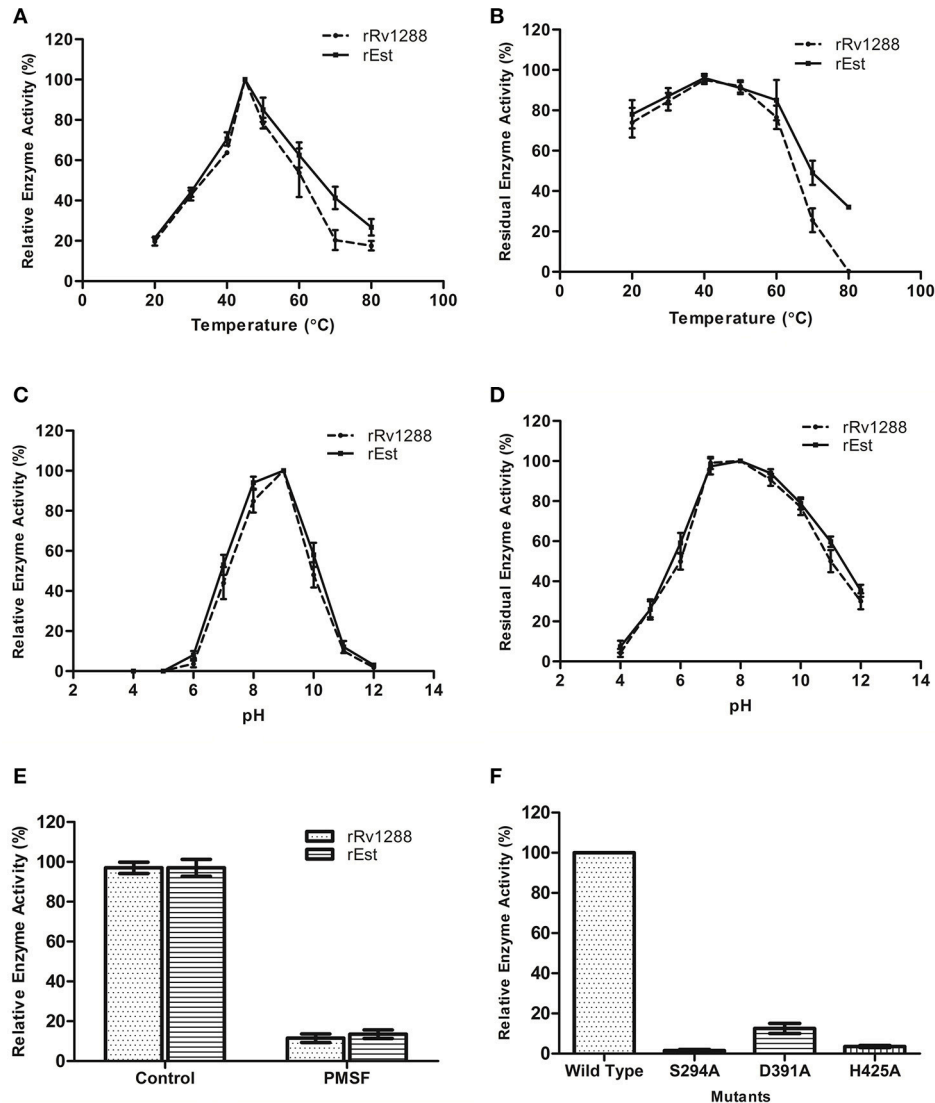 A
rRv1288
rEst
Relative Enzyme Activity (%)
120
100
80
60
40
20
0
0 20 40 60 80 100
Temperature (°C)
B
rRv1288
rEst
Residual Enzyme Activity (%)
120
100
80
60
40
20
0
0 20 40 60 80 100
Temperature (°C)
C
rRv1288
rEst
Relative Enzyme Activity (%)
120
100
80
60
40
20
0
2 4 6 8 10 12 14
pH
D
rRv1288
rEst
Residual Enzyme Activity (%)
120
100
80
60
40
20
0
2 4 6 8 10 12 14
pH
E
rRv1288
rEst
Relative Enzyme Activity (%)
120
100
80
60
40
20
0
Control PMSF
F
Relative Enzyme Activity (%)
120
100
80
60
40
20
0
Wild Type S294A D391A H425A
Mutants